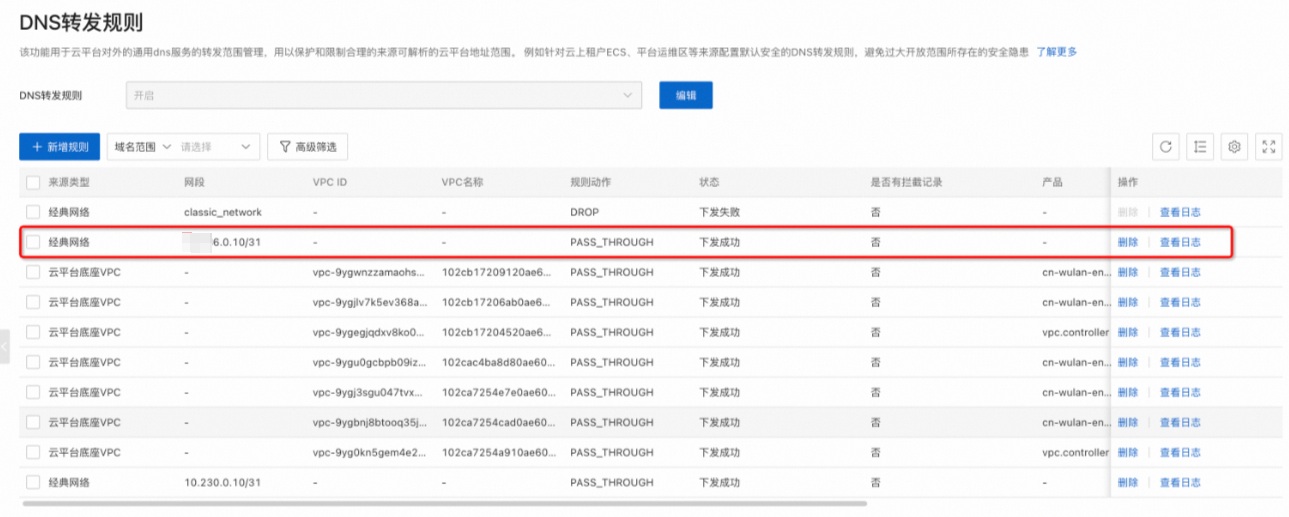 DNS转发规则
该功能用于云平台对外的通用dns服务的转发范围管理，用以保护和限制合理的来源可解析的云平台地址范围。 例如针对云上租户ECS、平台运维区等来源配置默认安全的DNS转发规则，避免过大开放范围所存在的安全隐患 了解更多
DNS转发规则 开启 编辑
+ 新增规则 域名范围 请选择 高级筛选
来源类型 网段 VPC ID VPC名称 规则动作 状态 是否有拦截记录 产品 操作
经典网络 classic_network - - DROP 下发失败 否 - 删除 查看日志
经典网络 6.0.10/31 - - PASS_THROUGH 下发成功 否 - 删除 查看日志
云平台底座VPC - vpc-9ygwnzzamaohs... 102cb17209120ae6... PASS_THROUGH 下发成功 否 cn-wulan-en... 删除 查看日志
云平台底座VPC - vpc-9ygjlv7k5ev368a... 102cb17206ab0ae6... PASS_THROUGH 下发成功 否 cn-wulan-en... 删除 查看日志
云平台底座VPC - vpc-9ygegjqdxv8ko0... 102cb17204520ae6... PASS_THROUGH 下发成功 否 vpc.controller 删除 查看日志
云平台底座VPC - vpc-9ygu0gcbpb09iz... 102cac4ba8d80ae60... PASS_THROUGH 下发成功 否 cn-wulan-en... 删除 查看日志
云平台底座VPC - vpc-9ygj3sgu047tvx... 102ca7254e7e0ae60... PASS_THROUGH 下发成功 否 cn-wulan-en... 删除 查看日志
云平台底座VPC - vpc-9ygbnj8btooq35j... 102ca7254cad0ae60... PASS_THROUGH 下发成功 否 cn-wulan-en... 删除 查看日志
云平台底座VPC - vpc-9yg0kn5gem4e2... 102ca7254a910ae60... PASS_THROUGH 下发成功 否 vpc.controller 删除 查看日志
经典网络 10.230.0.10/31 - - PASS_THROUGH 下发成功 否 - 删除 查看日志